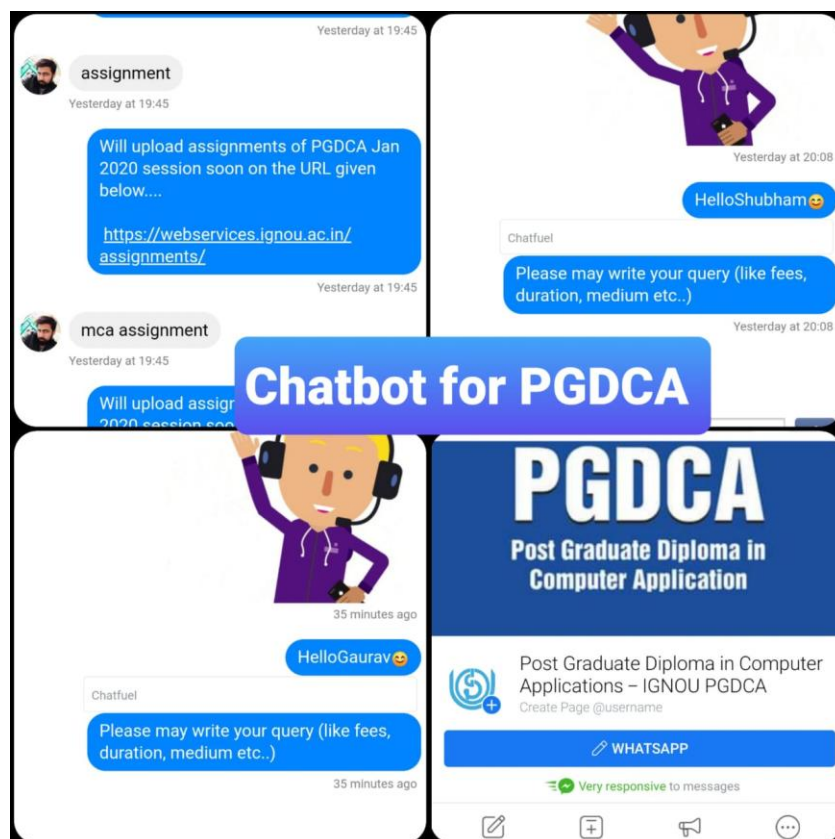 Yesterday at 19:45
assignment
Yesterday at 19:45
Will upload assignments of PGDCA Jan
2020 session soon on the URL given
below....
https://webservices.ignou.ac.in/
assignments/
Yesterday at 19:45
mca assignment
Yesterday at 19:45
Will upload assign
2020 session soo
Yesterday at 20:08
HelloShubham😊
Chatfuel
Please may write your query (like fees,
duration, medium etc..)
Yesterday at 20:08
Chatbot for PGDCA
35 minutes ago
HelloGaurav😊
Chatfuel
Please may write your query (like fees,
duration, medium etc..)
35 minutes ago
PGDCA
Post Graduate Diploma in
Computer Application
Post Graduate Diploma in Computer
Applications – IGNOU PGDCA
Create Page @username
WHATSAPP
Very responsive to messages